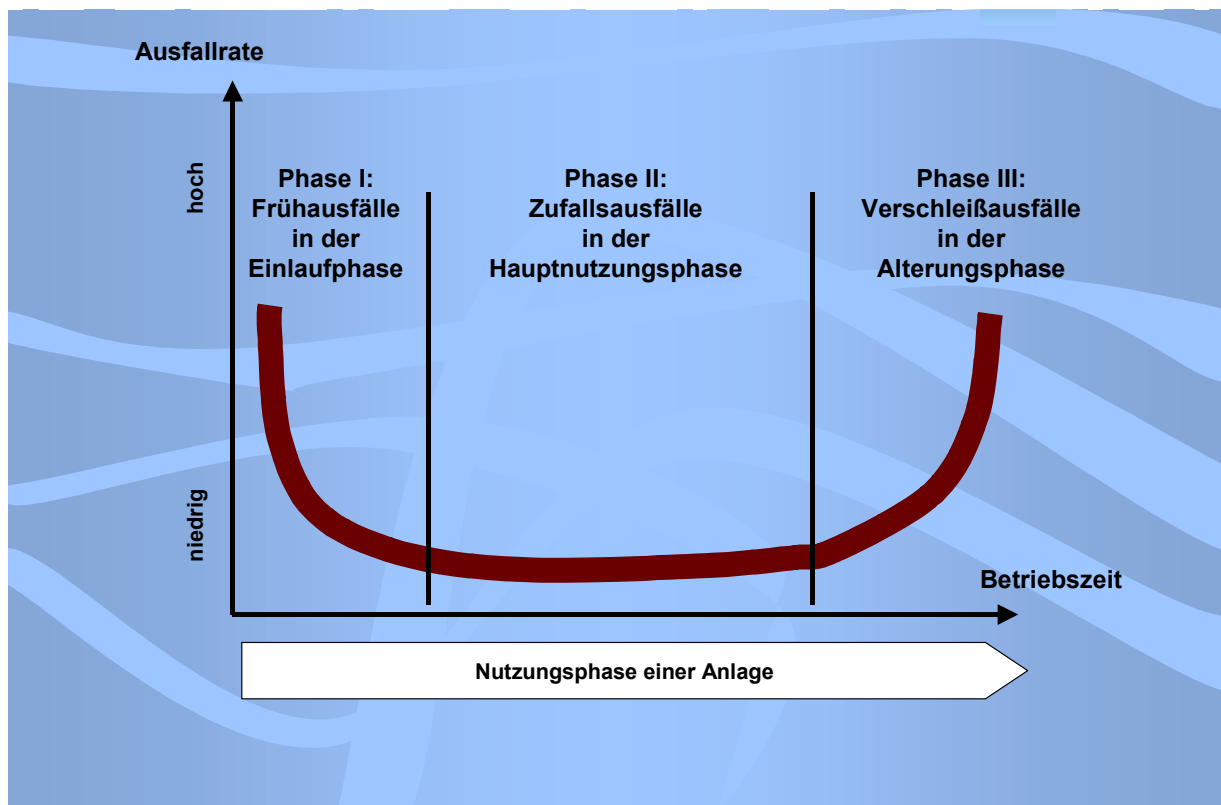 Ausfallrate
hoch
niedrig
Phase I:
Frühausfälle
in der
Einlaufphase
Phase II:
Zufallsausfälle
in der
Hauptnutzungsphase
Phase III:
Verschleißausfälle
in der
Alterungsphase
Betriebszeit
Nutzungsphase einer Anlage